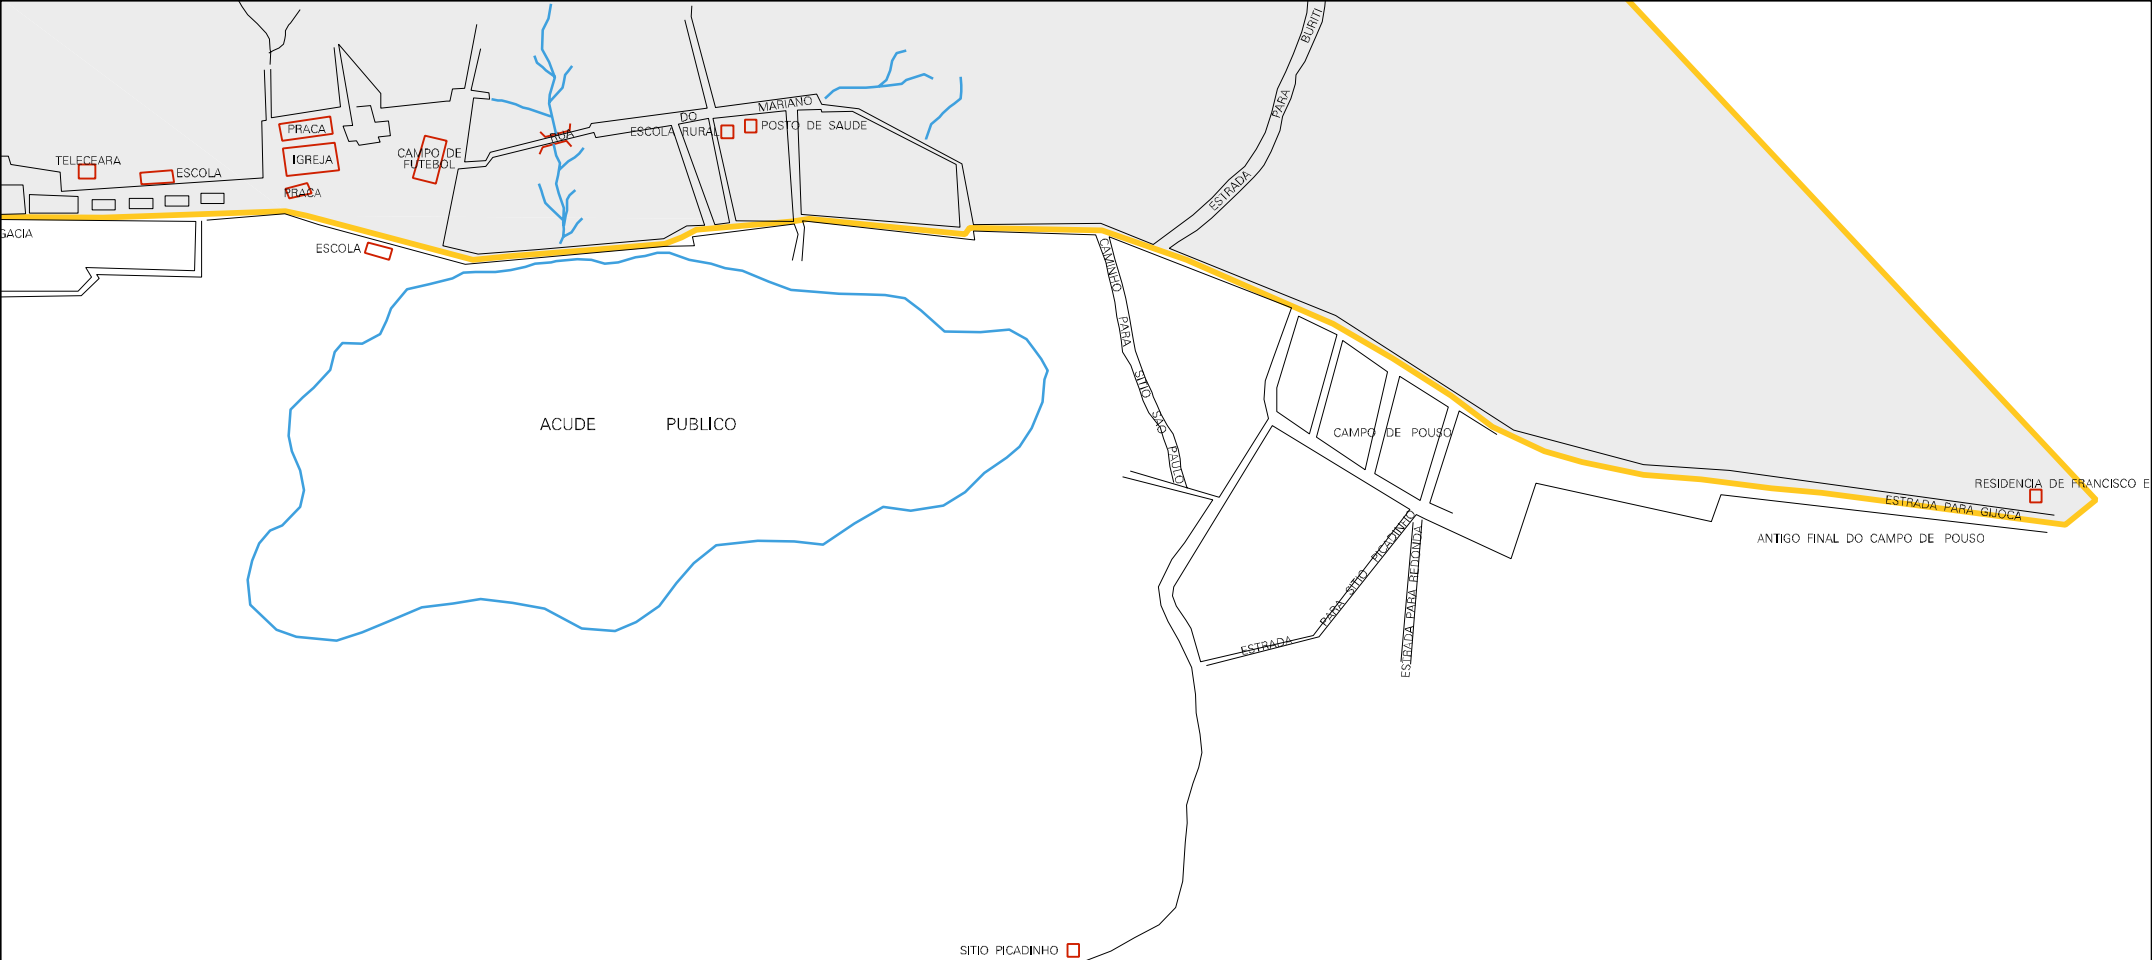 BURITI
PARA
ESTRADA
MARIANO
DO
RUA
ESCOLA RURAL
POSTO DE SAUDE
PRACA
IGREJA
PRACA
CAMPO DE
FUTEBOL
TELECEARA
ESCOLA
GACIA
ESCOLA
CAMINHO PARA SITIO SAO PAULO
ACUDE PUBLICO
CAMPO DE POUSO
RESIDENCIA DE FRANCISCO E
ESTRADA PARA GIJOCA
ANTIGO FINAL DO CAMPO DE POUSO
ESTRADA PARA SITIO PICADINHO
ESTRADA PARA REDONDA
SITIO PICADINHO